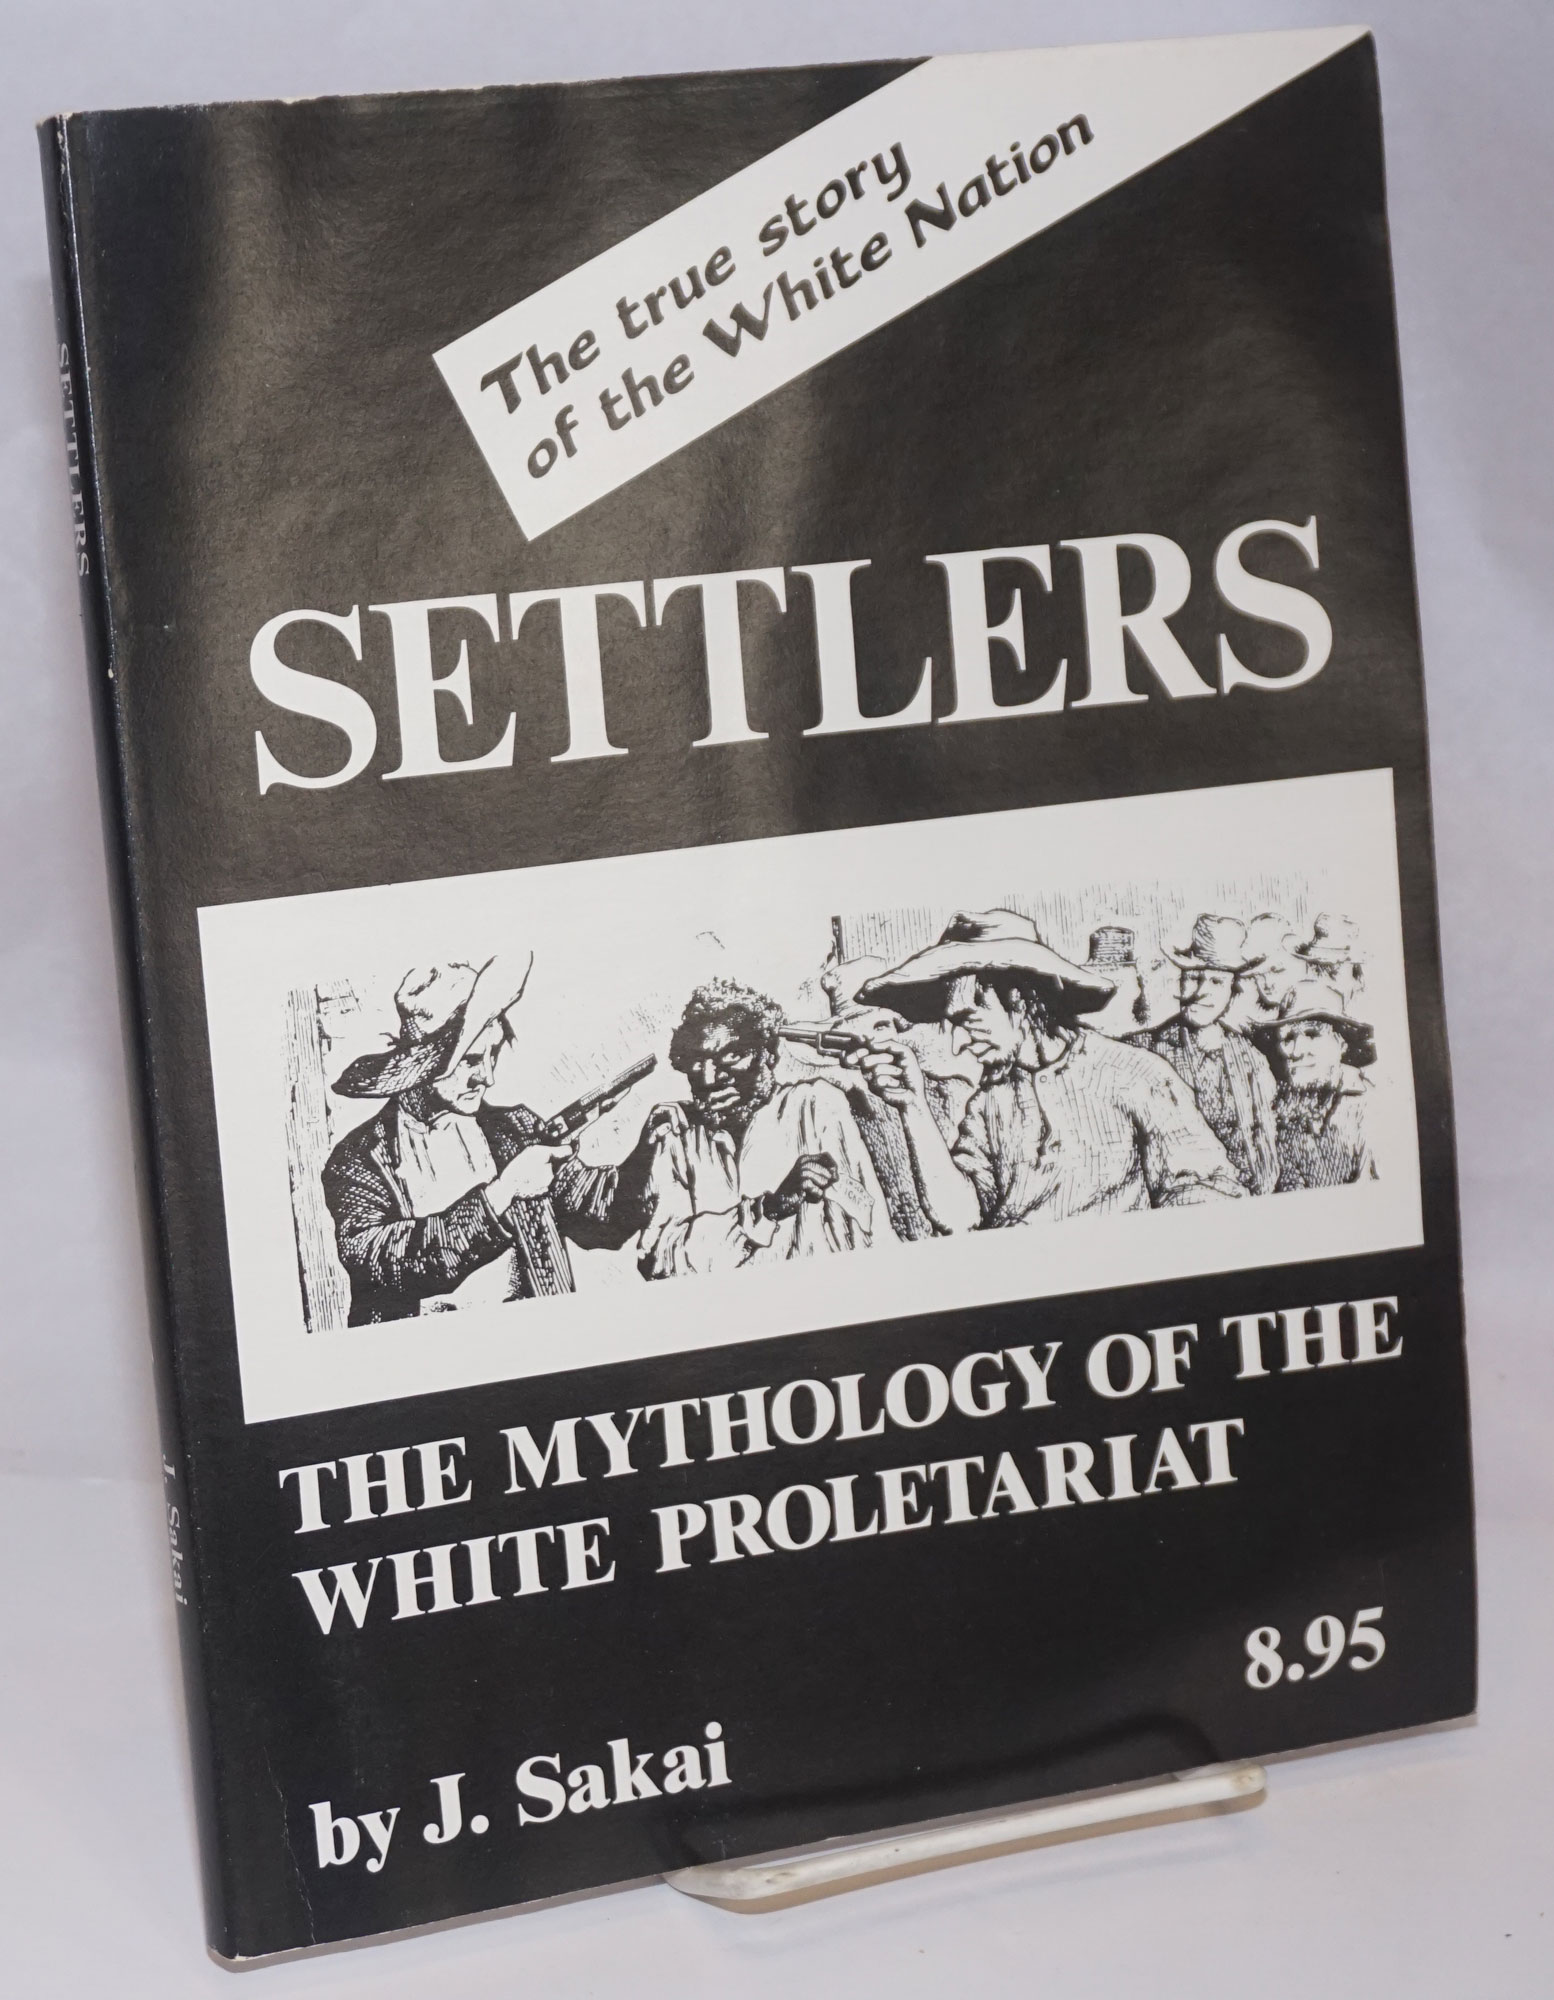 The true story
of the White Nation
SETTLERS
THE MYTHOLOGY OF THE
WHITE PROLETARIAT
8.95
by J. Sakai
SETTLERS
J. Sakai